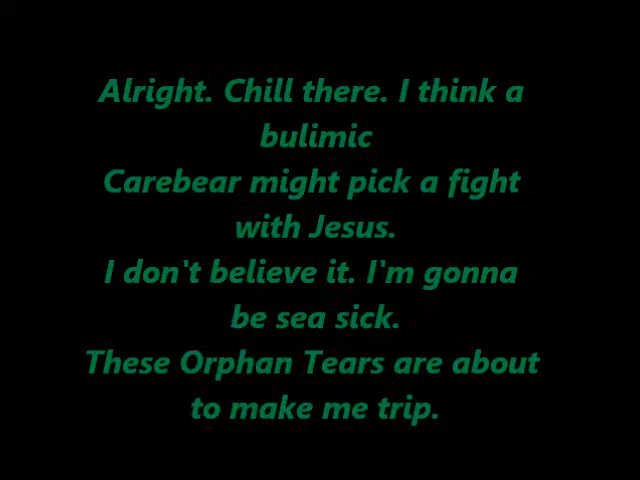 Alright. Chill there. I think a
bulimic
Carebear might pick a fight
with Jesus.
I don't believe it. I'm gonna
be sea sick.
These Orphan Tears are about
to make me trip.